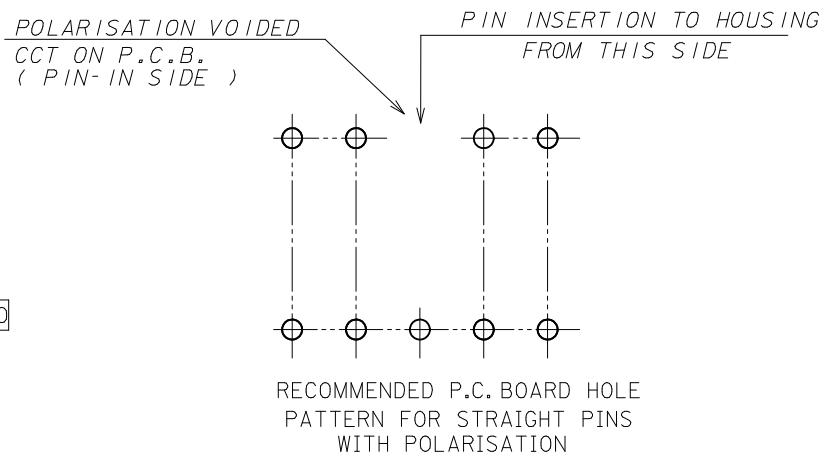 POLARISATION VOIDED
CCT ON P.C.B.
( PIN-IN SIDE )
PIN INSERTION TO HOUSING
FROM THIS SIDE
RECOMMENDED P.C.BOARD HOLE
PATTERN FOR STRAIGHT PINS
WITH POLARISATION